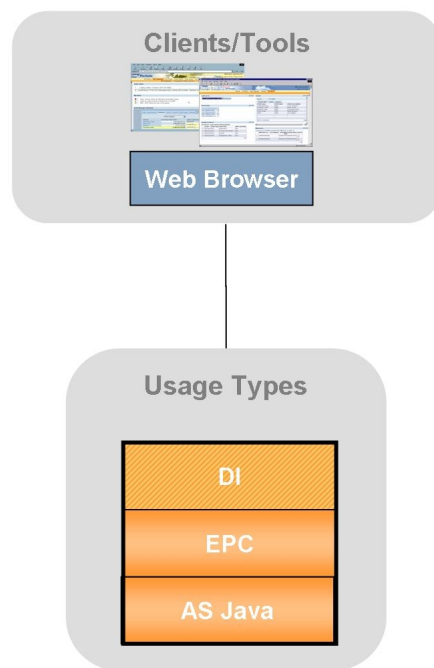 Clients/Tools
Web Browser
Usage Types
DI
EPC
AS Java